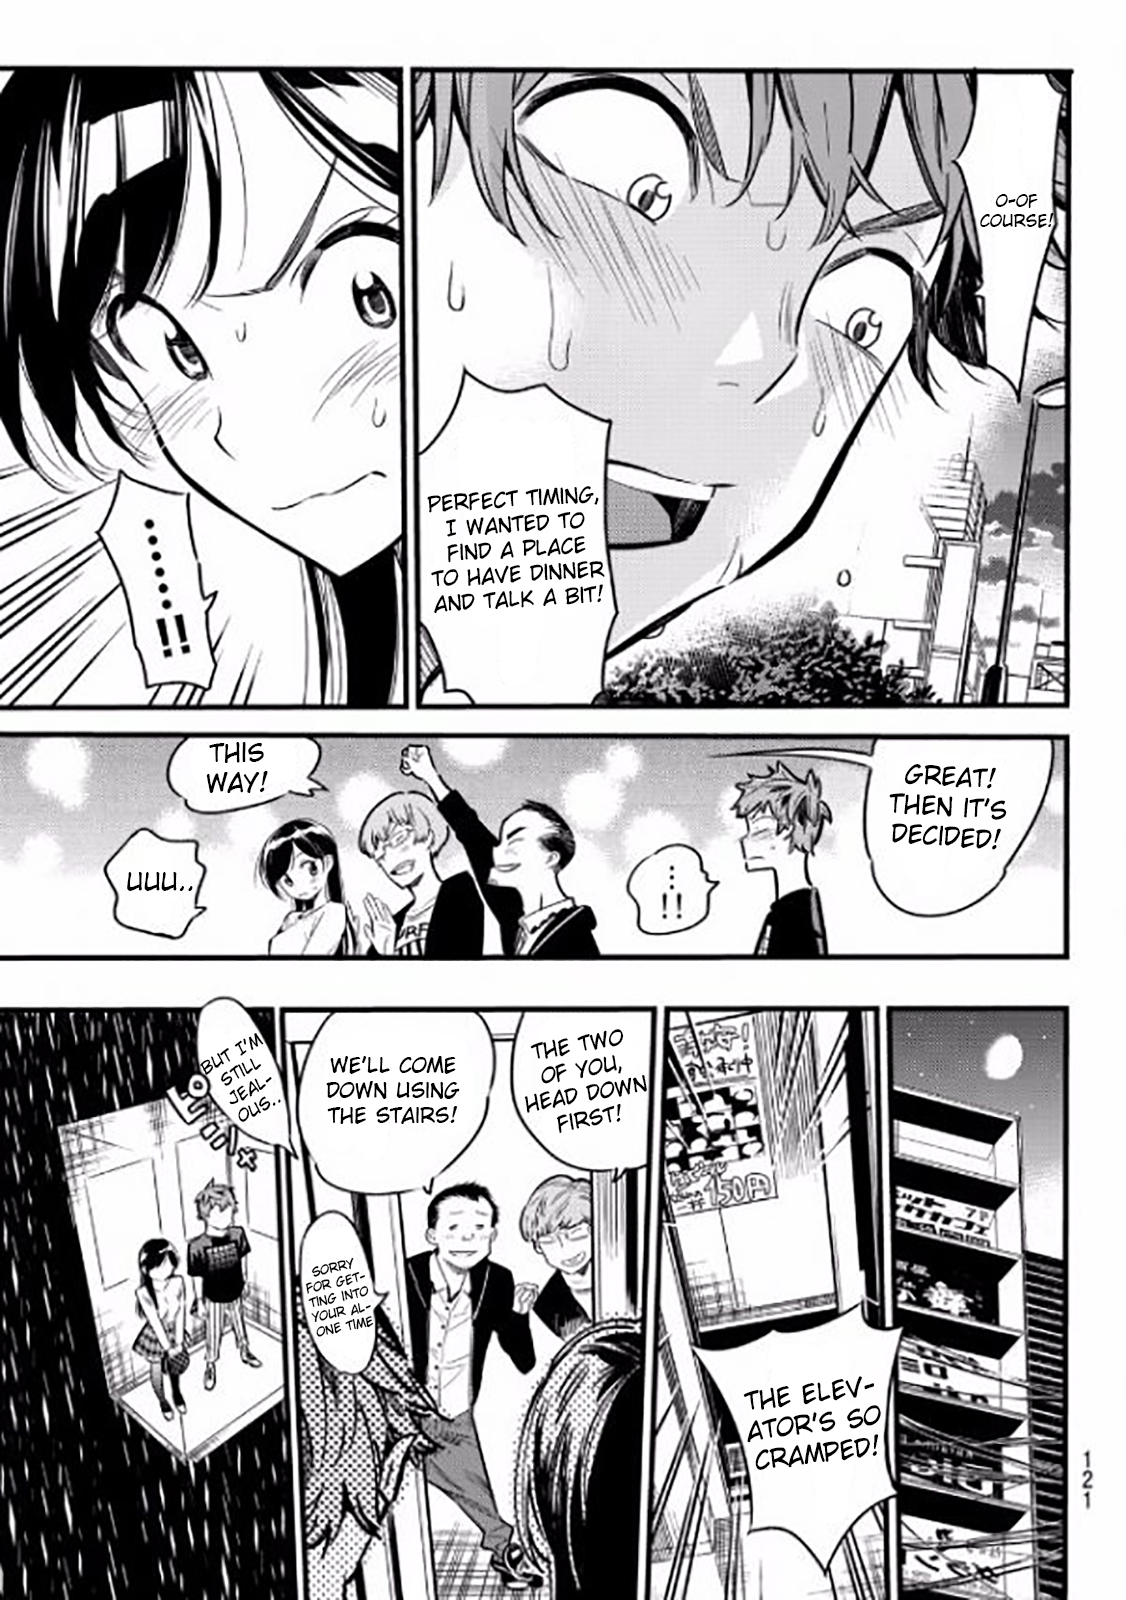 O-OF
COURSE!
PERFECT TIMING,
I WANTED TO
FIND A PLACE
TO HAVE DINNER
AND TALK A BIT!
......!!
GREAT!
THEN IT'S
DECIDED!
...!!
THIS
WAY!
UUU..
THE ELEV-
ATOR'S SO
CRAMPED!
150円
THE TWO
OF YOU,
HEAD DOWN
FIRST!
WE'LL COME
DOWN USING
THE STAIRS!
SORRY
FOR GET-
TING INTO
YOUR AL-
ONE TIME
BUT I'M
STILL
JEAL-
OUS..
121